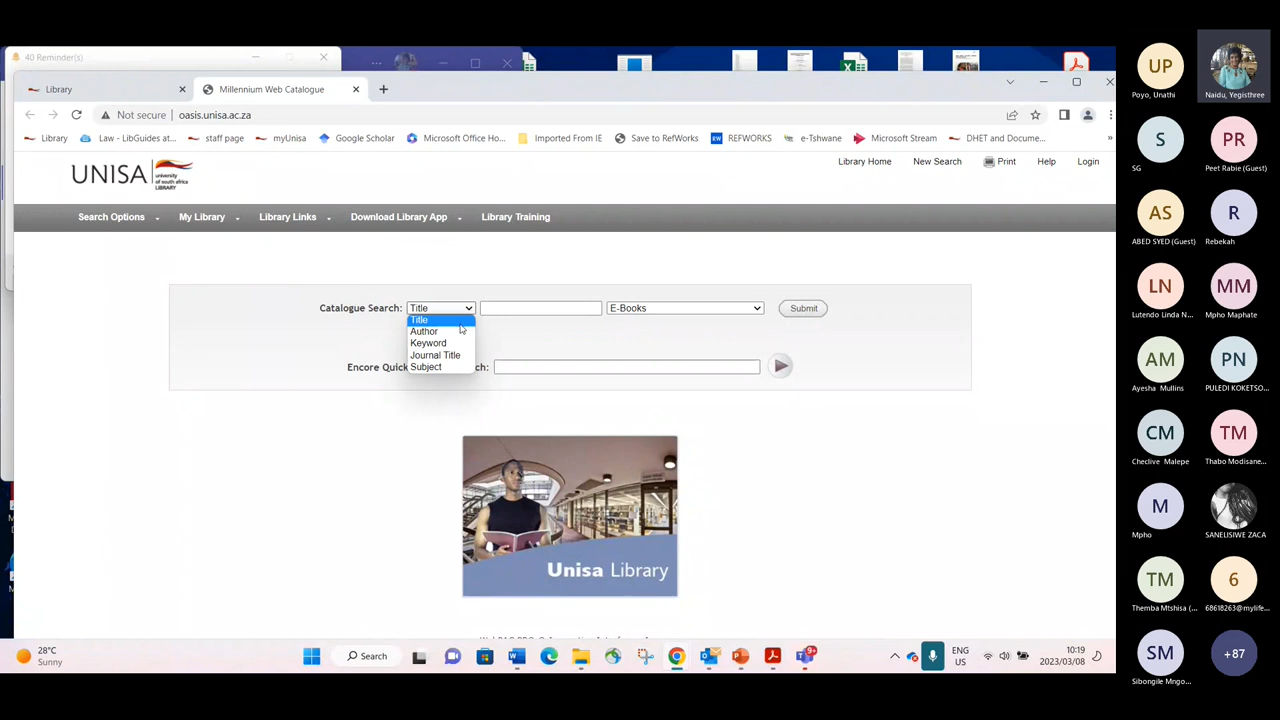 40 Reminder(s)
Library
Millennium Web Catalogue
Not secure
oasis.unisa.ac.za
Library
Law - LibGuides at...
staff page
myUnisa
Google Scholar
Microsoft Office Ho...
Imported From IE
Save to RefWorks
RW REFWORKS
e-Tshwane
Microsoft Stream
DHET and Docume...
UNISA university of south africa LIBRARY
Library Home
New Search
Print
Help
Login
Search Options
My Library
Library Links
Download Library App
Library Training
Catalogue Search:
Title
E-Books
Submit
Title
Author
Keyword
Journal Title
Subject
Encore Quic
ch:
Unisa Library
28°C
Sunny
Search
9+
ENG
US
10:19
2023/03/08
UP
Poyo, Unathi
Naidu, Yegisthree
S
SG
PR
Peet Rabie (Guest)
AS
ABED SYED (Guest)
R
Rebekah
LN
Lutendo Linda N...
MM
Mpho Maphate
AM
Ayesha Mullins
PN
PULEDI KOKETSO...
CM
Checlive Malepe
TM
Thabo Modisane...
M
Mpho
SANELISIWE ZACA
TM
Themba Mtshisa (...
6
68618263@mylife...
SM
Sibongile Mngo...
+87